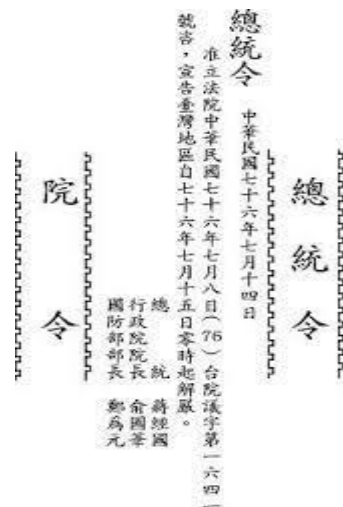 總統令
總統令
中華民國七十六年七月十四日
准立法院中華民國七十六年七月八日(76)台院議字第一六四一
號咨，宣告臺灣地區自七十六年七月十五日零時起解嚴。
總統 蔣經國
行政院院長 俞國華
國防部部長 鄭為元
院令